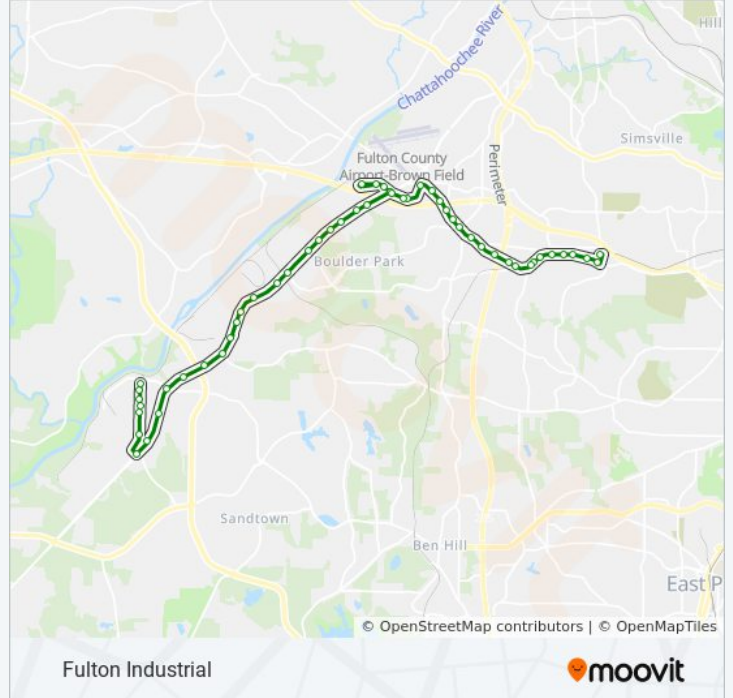 Hill
Chattahoochee River
Simsville
Perimeter
Fulton County
Airport-Brown Field
Boulder Park
Sandtown
Ben Hill
East P
© OpenStreetMap contributors | © OpenMapTiles
Fulton Industrial
moovit